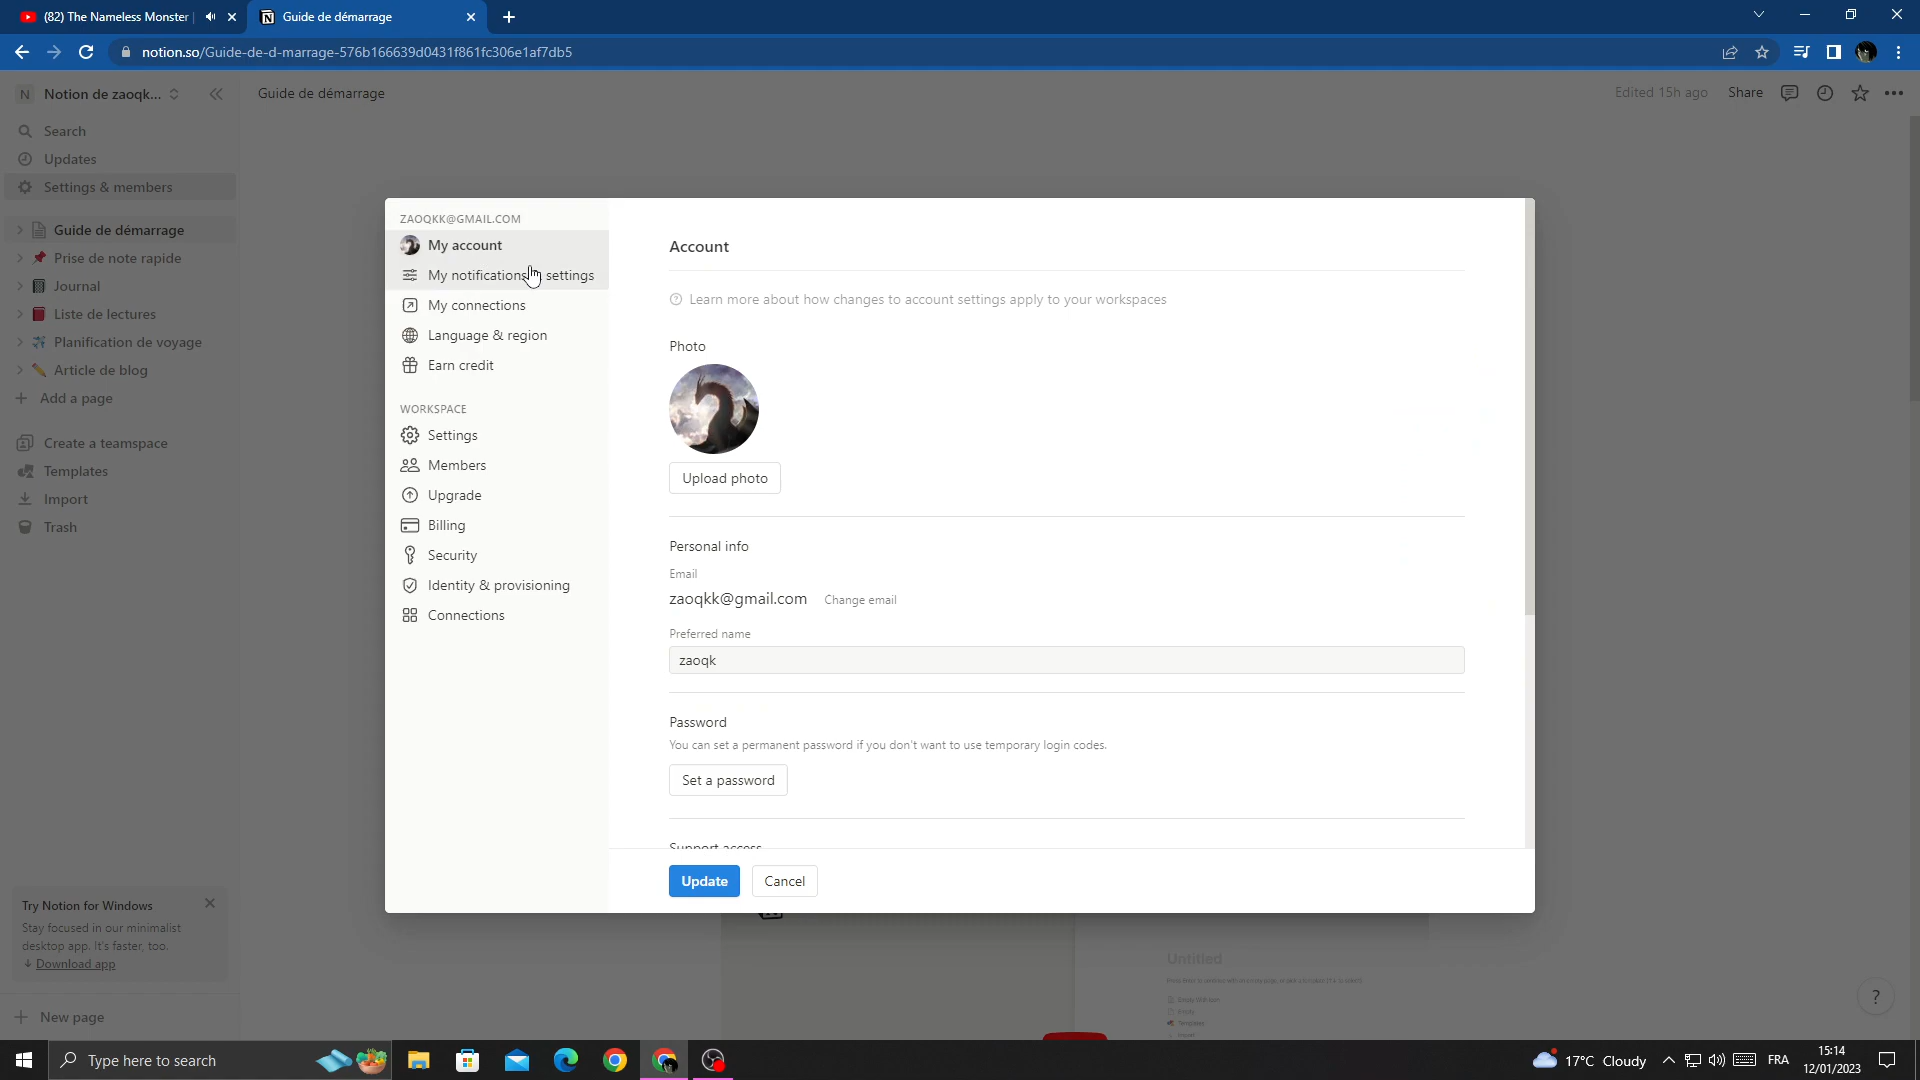 (82) The Nameless Monster
Guide de démarrage
notion.so/Guide-de-d-marrage-576b166639d0431f861fc306e1af7db5
N Notion de zaoqk...
Guide de démarrage
Edited 15h ago
Share
Search
Updates
Settings & members
Guide de démarrage
Prise de note rapide
Journal
Liste de lectures
Planification de voyage
Article de blog
Add a page
Create a teamspace
Templates
Import
Trash
Try Notion for Windows
Stay focused in our minimalist
desktop app. It's faster, too.
Download app
New page
ZAOQKK@GMAIL.COM
My account
My notifications settings
My connections
Language & region
Earn credit
WORKSPACE
Settings
Members
Upgrade
Billing
Security
Identity & provisioning
Connections
Account
Learn more about how changes to account settings apply to your workspaces
Photo
Upload photo
Personal info
Email
zaoqkk@gmail.com Change email
Preferred name
zaoqk
Password
You can set a permanent password if you don't want to use temporary login codes.
Set a password
Support access
Update
Cancel
Untitled
Templates
Import
?
Type here to search
17°C Cloudy
FRA
15:14
12/01/2023